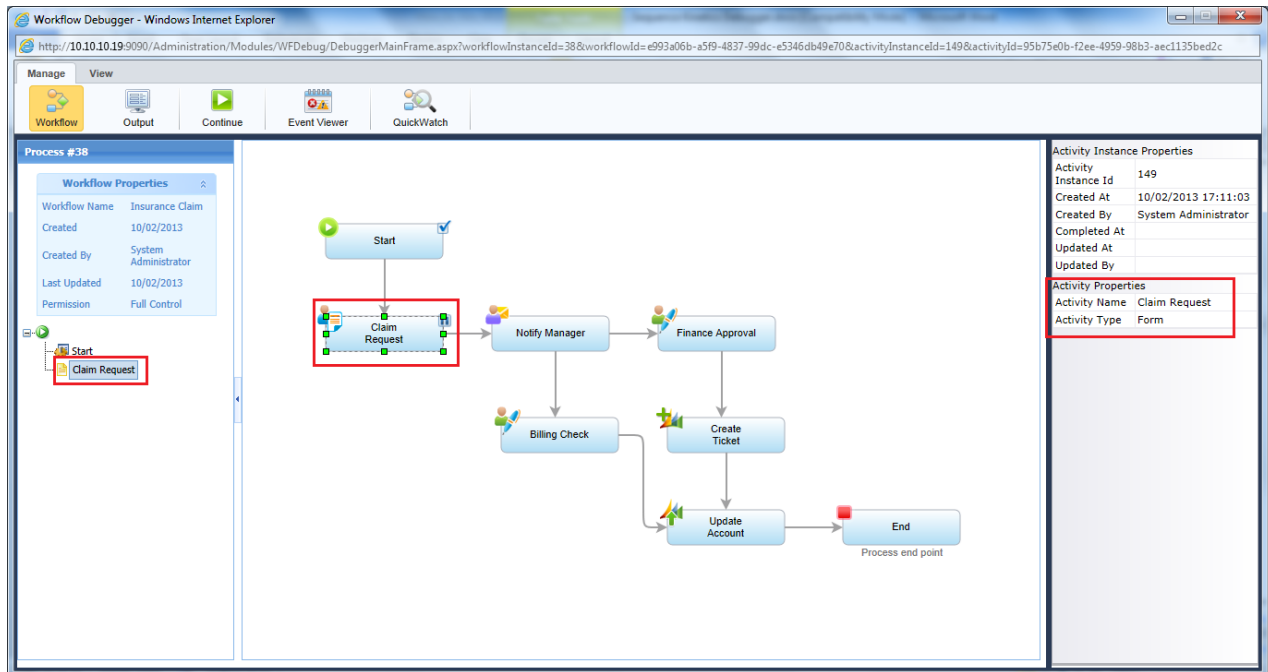 Workflow Debugger - Windows Internet Explorer
http://10.10.10.19:9090/Administration/Modules/WFDebug/DebuggerMainFrame.aspx?workflowInstanceId=38&workflowId=e993a06b-a5f9-4837-99dc-e5346db49e70&activityInstanceId=149&activityId=95b75e0b-f2ee-4959-98b3-aec1135bed2c
Manage View
Workflow Output Continue Event Viewer QuickWatch
Process #38
Workflow Properties
Workflow Name Insurance Claim
Created 10/02/2013
Created By System
Administrator
Last Updated 10/02/2013
Permission Full Control
Start
Claim Request
Start
Claim
Request
Notify Manager
Finance Approval
Billing Check
Create
Ticket
Update
Account
End
Process end point
Activity Instance Properties
Activity
Instance Id 149
Created At 10/02/2013 17:11:03
Created By System Administrator
Completed At
Updated At
Updated By
Activity Properties
Activity Name Claim Request
Activity Type Form